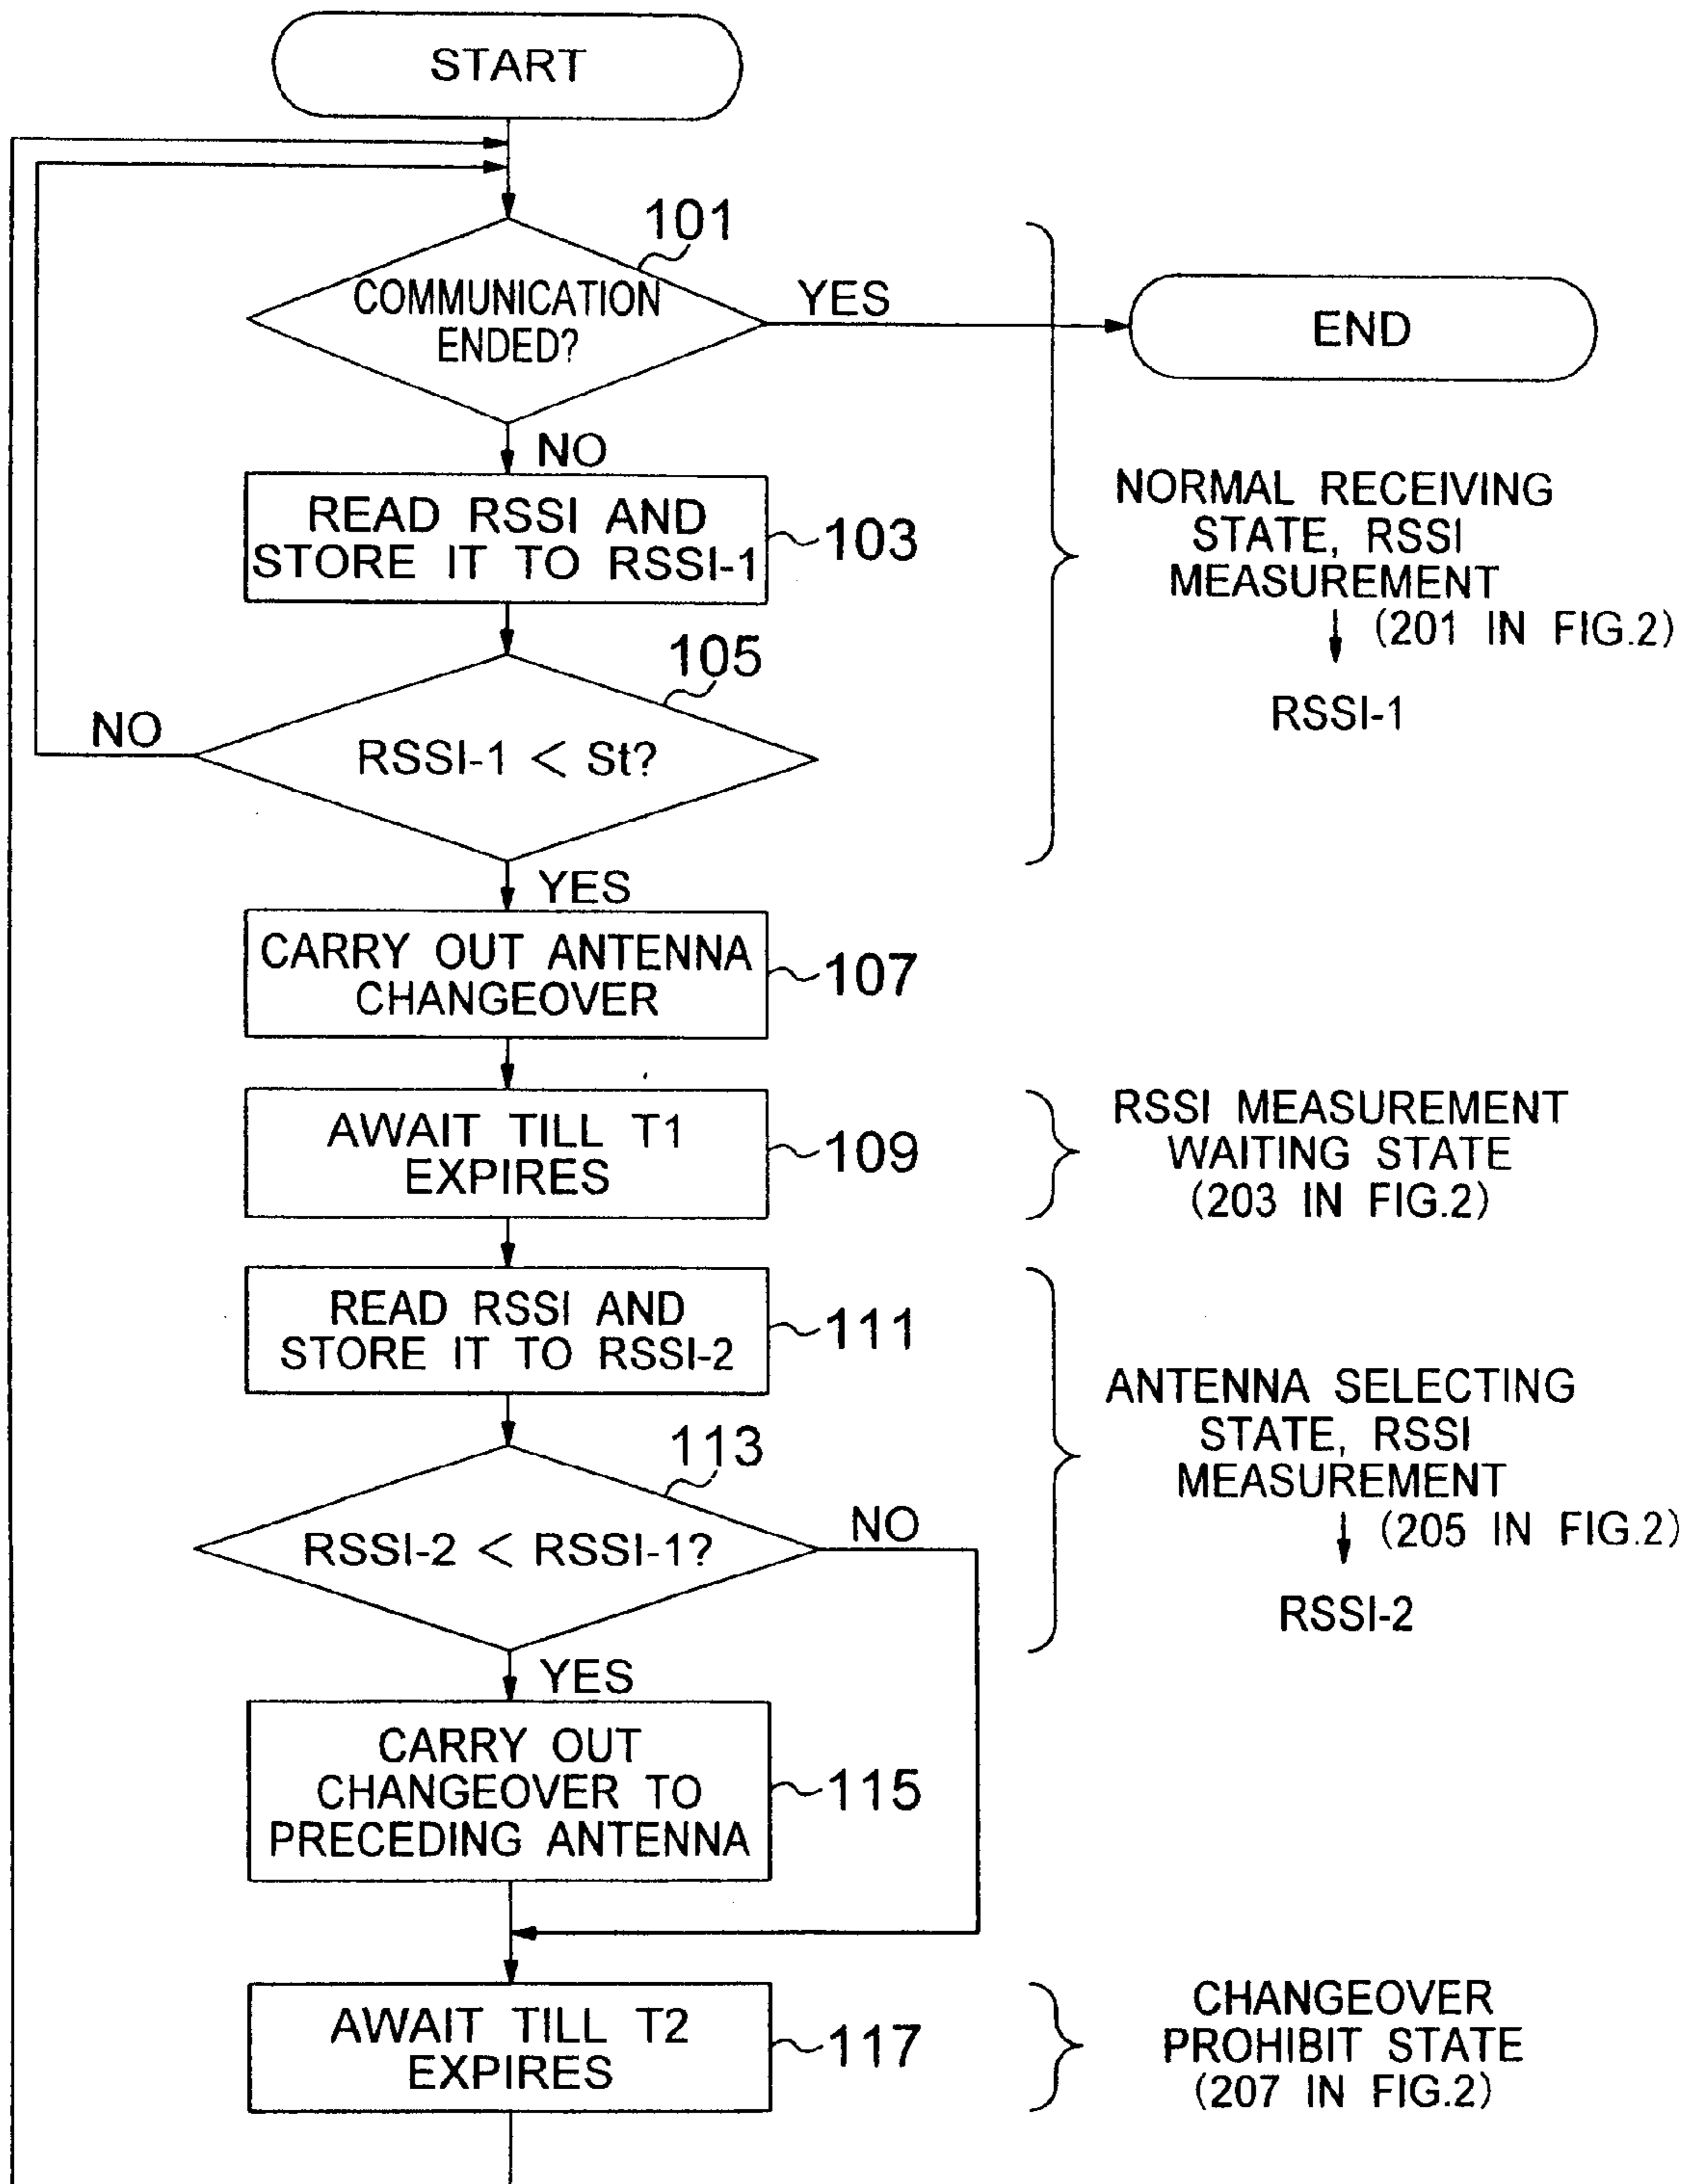 START
101
COMMUNICATION
ENDED?
YES
END
NO
READ RSSI AND
STORE IT TO RSSI-1
103
NORMAL RECEIVING
STATE, RSSI
MEASUREMENT
(201 IN FIG.2)
RSSI-1
105
NO
RSSI-1 < St?
YES
CARRY OUT ANTENNA
CHANGEOVER
107
AWAIT TILL T1
EXPIRES
109
RSSI MEASUREMENT
WAITING STATE
(203 IN FIG.2)
READ RSSI AND
STORE IT TO RSSI-2
111
ANTENNA SELECTING
STATE, RSSI
MEASUREMENT
(205 IN FIG.2)
RSSI-2
113
RSSI-2 < RSSI-1?
NO
YES
CARRY OUT
CHANGEOVER TO
PRECEDING ANTENNA
115
AWAIT TILL T2
EXPIRES
117
CHANGEOVER
PROHIBIT STATE
(207 IN FIG.2)